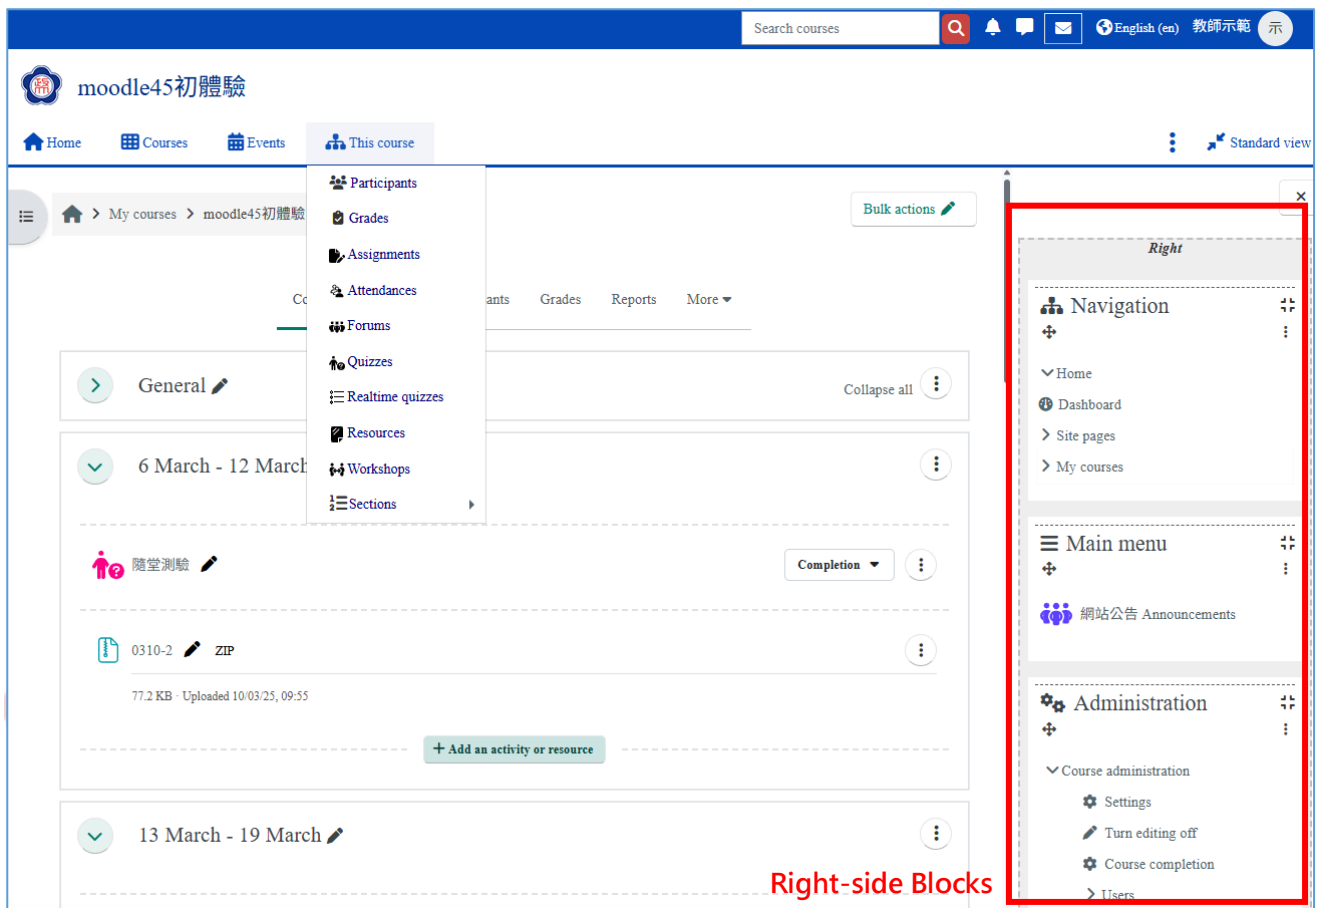 Search courses
English (en)
教師示範
示
moodle45初體驗
Home
Courses
Events
This course
Standard view
Participants
Grades
Assignments
Attendances
Forums
Quizzes
Realtime quizzes
Resources
Workshops
Sections
My courses
moodle45初體驗
Bulk actions
Co
ants
Grades
Reports
More
General
Collapse all
6 March - 12 March
隨堂測驗
Completion
0310-2
ZIP
77.2 KB · Uploaded 10/03/25, 09:55
+ Add an activity or resource
13 March - 19 March
Right
Navigation
Home
Dashboard
Site pages
My courses
Main menu
網站公告 Announcements
Administration
Course administration
Settings
Turn editing off
Course completion
Users
Right-side Blocks